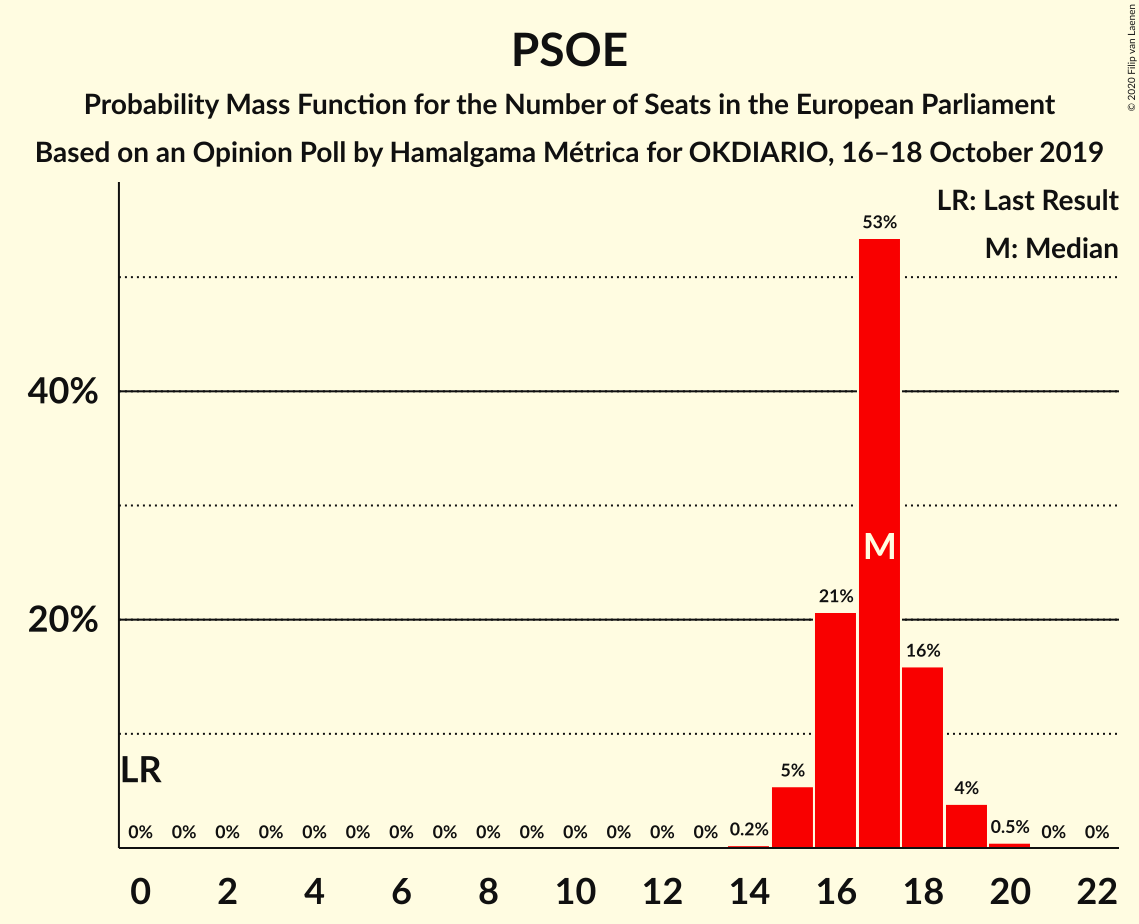 PSOE
Probability Mass Function for the Number of Seats in the European Parliament
Based on an Opinion Poll by Hamalgama Métrica for OKDIARIO, 16–18 October 2019
© 2020 Filip van Laenen
LR: Last Result
M: Median
53%
40%
M
21%
20%
16%
LR
5%
4%
0% 0% 0% 0% 0% 0% 0% 0% 0% 0% 0% 0% 0% 0% 0.2% 0.5% 0% 0%
0 2 4 6 8 10 12 14 16 18 20 22